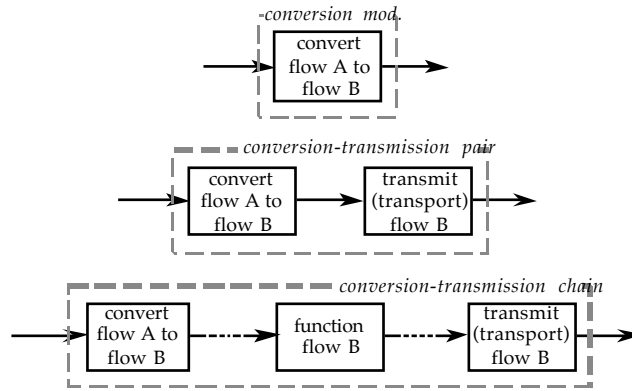 conversion mod.
convert
flow A to
flow B
conversion-transmission pair
convert
flow A to
flow B
transmit
(transport)
flow B
conversion-transmission chain
convert
flow A to
flow B
function
flow B
transmit
(transport)
flow B